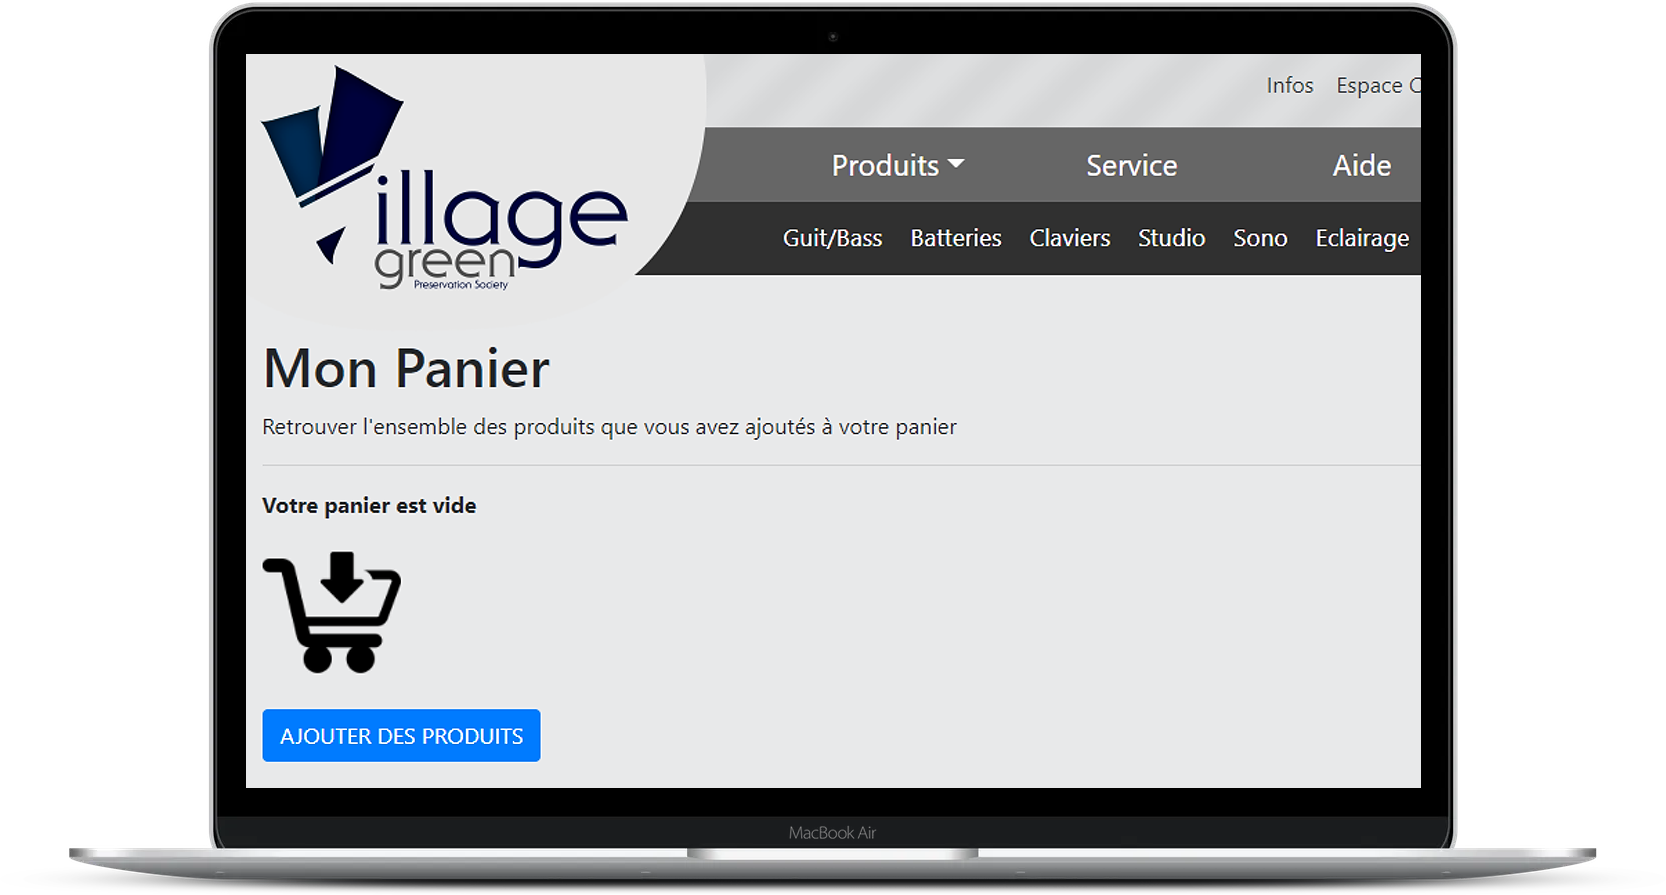 Infos Espace C
Produits Service Aide
Guit/Bass Batteries Claviers Studio Sono Eclairage
illage
green
Preservation Society
Mon Panier
Retrouver l'ensemble des produits que vous avez ajoutés à votre panier
Votre panier est vide
AJOUTER DES PRODUITS
MacBook Air